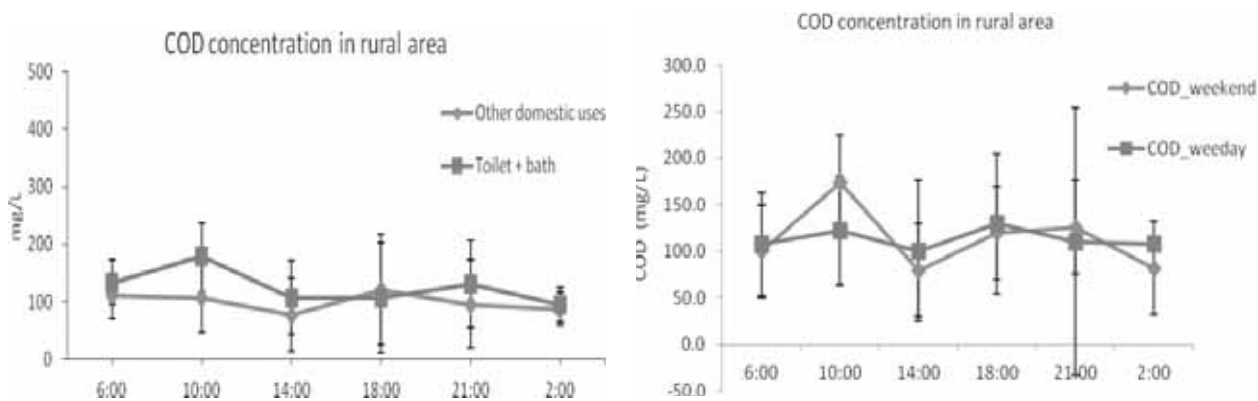 COD concentration in rural area
500
400
300
200
100
0
mg/L
Other domestic uses
Toilet + bath
6:00 10:00 14:00 18:00 21:00 2:00
COD concentration in rural area
300.0
250.0
200.0
150.0
100.0
50.0
0.0
-50.0
COD (mg/L)
COD_weekend
COD_weeday
6:00 10:00 14:00 18:00 21:00 2:00